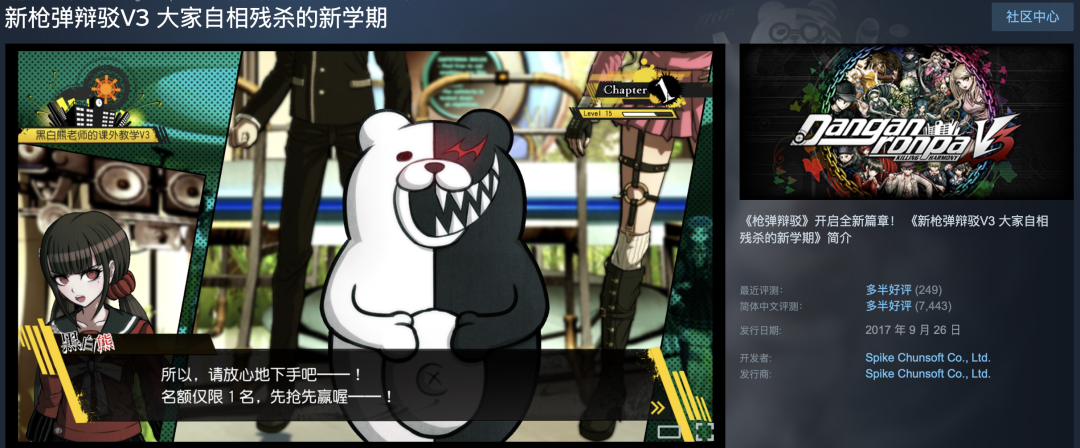 新枪弹辩驳V3 大家自相残杀的新学期
社区中心
Chapter 1
Level 15
黑白熊老师的课外教学V3
黑白熊
所以，请放心地下手吧——！
名额仅限 1 名，先抢先赢喔——！
Danganronpa V3
KILLING HARMONY
《枪弹辩驳》开启全新篇章！ 《新枪弹辩驳V3 大家自相
残杀的新学期》简介
最近评测: 多半好评 (249)
简体中文评测: 多半好评 (7,443)
发行日期: 2017 年 9 月 26 日
开发者: Spike Chunsoft Co., Ltd.
发行商: Spike Chunsoft Co., Ltd.